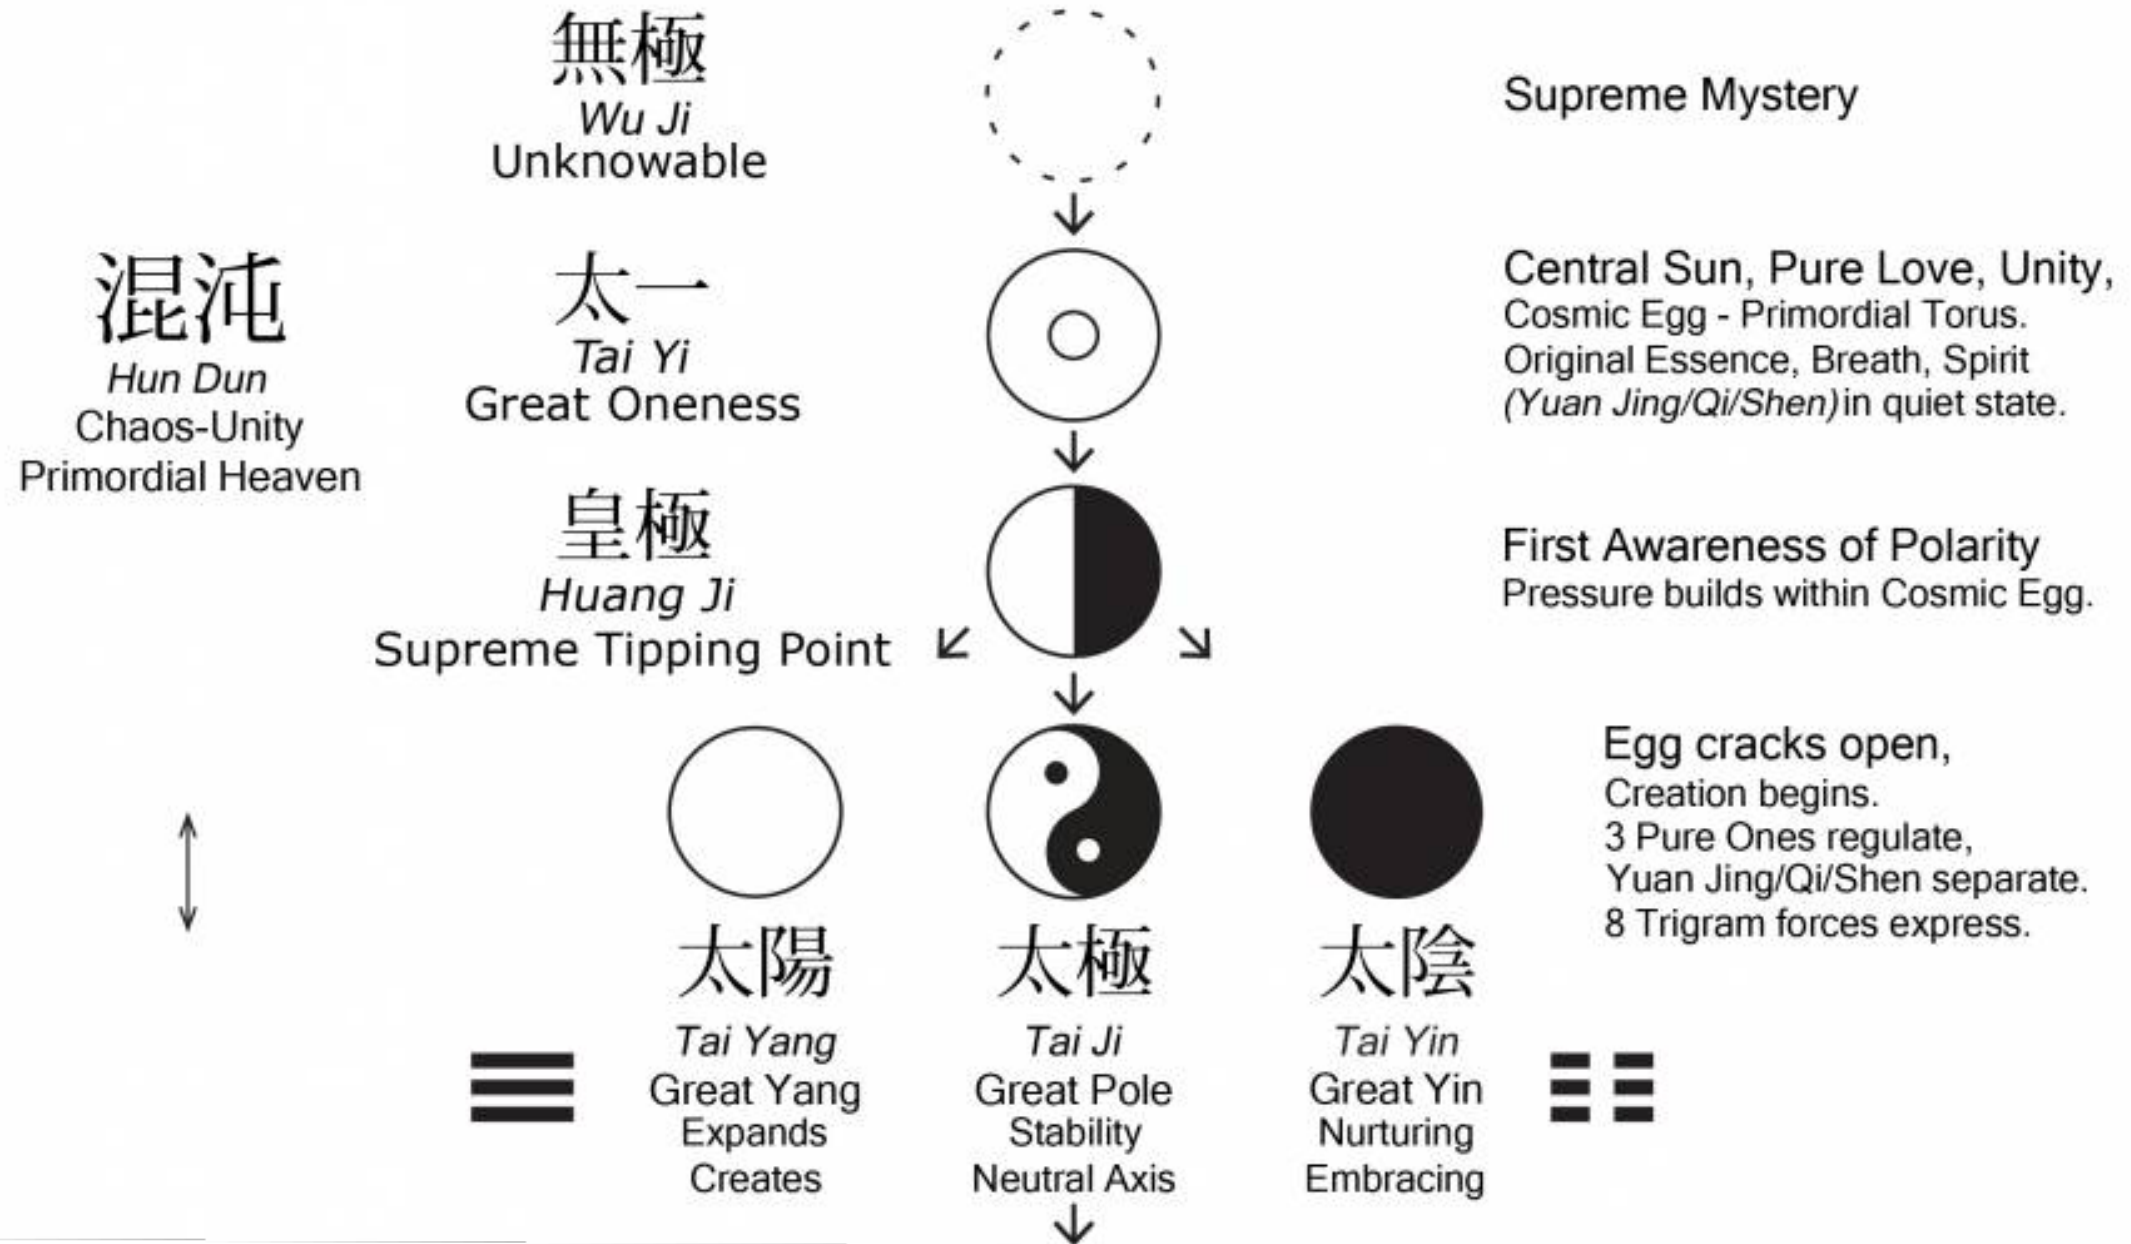 無極
Wu Ji
Unknowable
Supreme Mystery
混沌
Hun Dun
Chaos-Unity
Primordial Heaven
太一
Tai Yi
Great Oneness
Central Sun, Pure Love, Unity,
Cosmic Egg - Primordial Torus.
Original Essence, Breath, Spirit
(Yuan Jing/Qi/Shen) in quiet state.
皇極
Huang Ji
Supreme Tipping Point
First Awareness of Polarity
Pressure builds within Cosmic Egg.
Egg cracks open,
Creation begins.
3 Pure Ones regulate,
Yuan Jing/Qi/Shen separate.
8 Trigram forces express.
太陽
Tai Yang
Great Yang
Expands
Creates
太極
Tai Ji
Great Pole
Stability
Neutral Axis
太陰
Tai Yin
Great Yin
Nurturing
Embracing